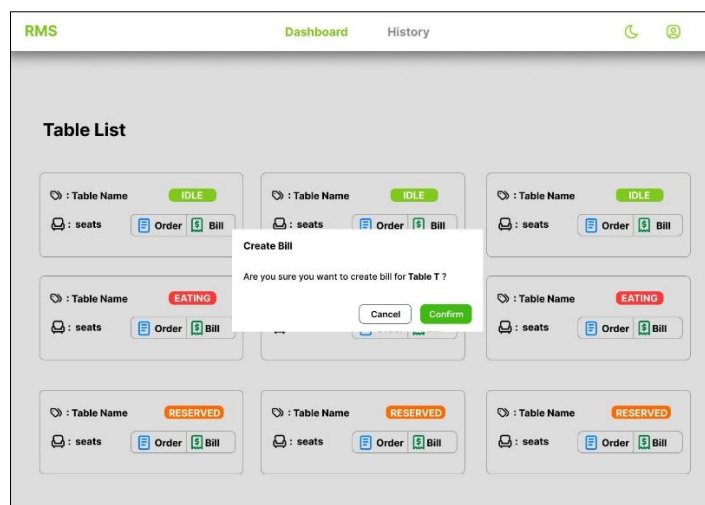 RMS
Dashboard
History
Table List
: Table Name IDLE
: seats Order Bill
: Table Name IDLE
: seats Order Bill
: Table Name IDLE
: seats Order Bill
Create Bill
Are you sure you want to create bill for Table T ?
Cancel
Confirm
: Table Name EATING
: seats Order Bill
: Table Name EATING
: seats Order Bill
: Table Name RESERVED
: seats Order Bill
: Table Name RESERVED
: seats Order Bill
: Table Name RESERVED
: seats Order Bill